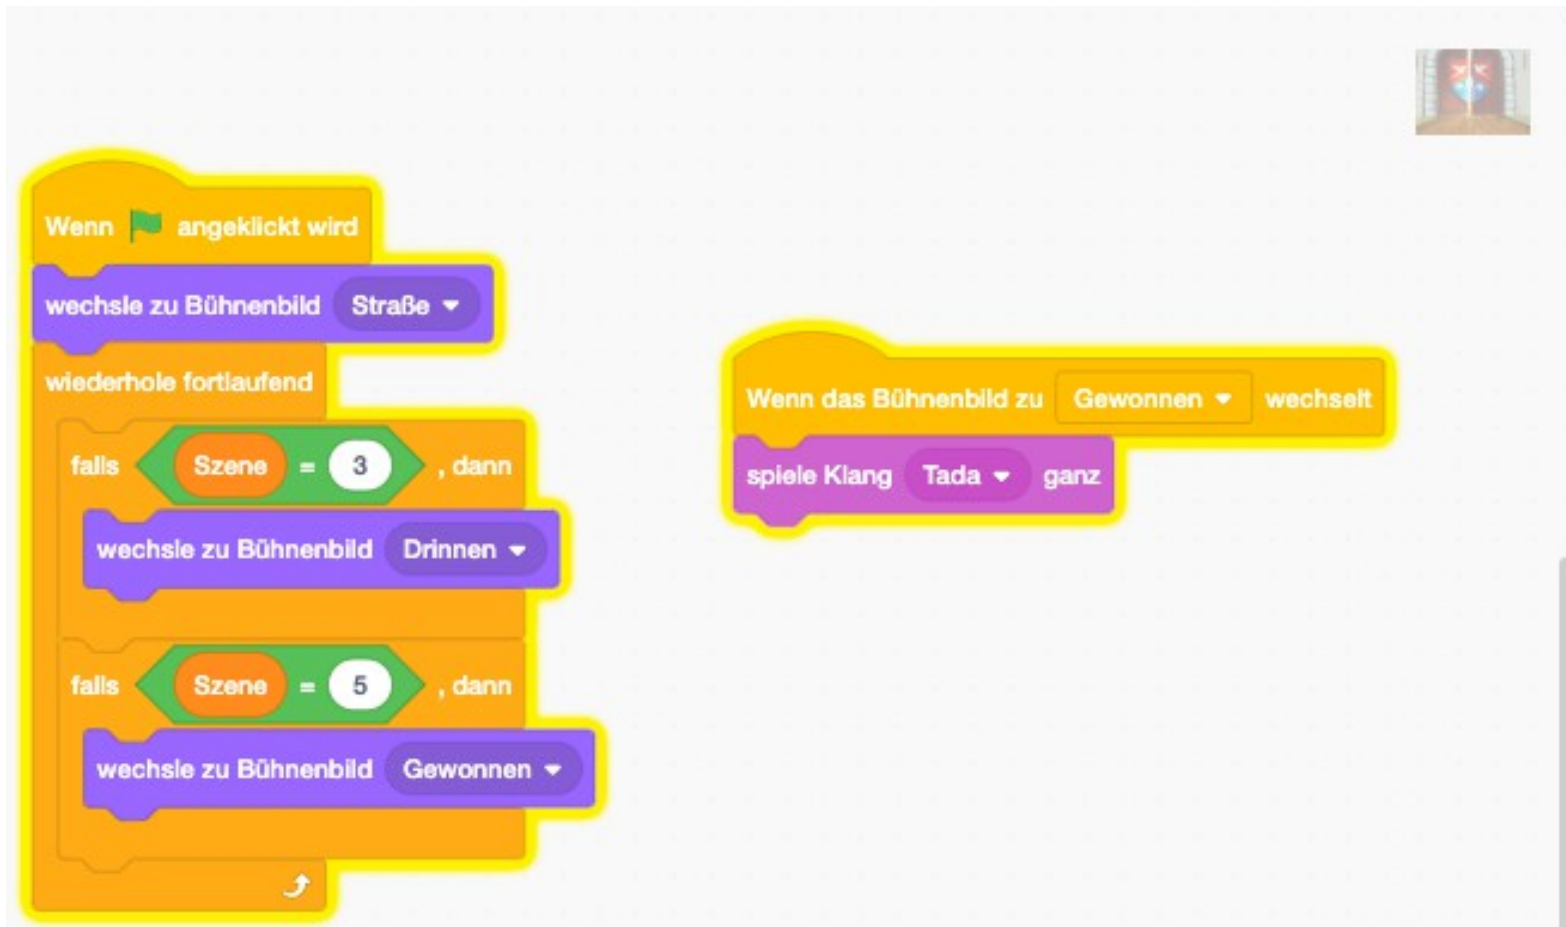 Wenn angeklickt wird
wechsle zu Bühnenbild Straße
wiederhole fortlaufend
falls Szene = 3 , dann
wechsle zu Bühnenbild Drinnen
falls Szene = 5 , dann
wechsle zu Bühnenbild Gewonnen
Wenn das Bühnenbild zu Gewonnen wechselt
spiele Klang Tada ganz